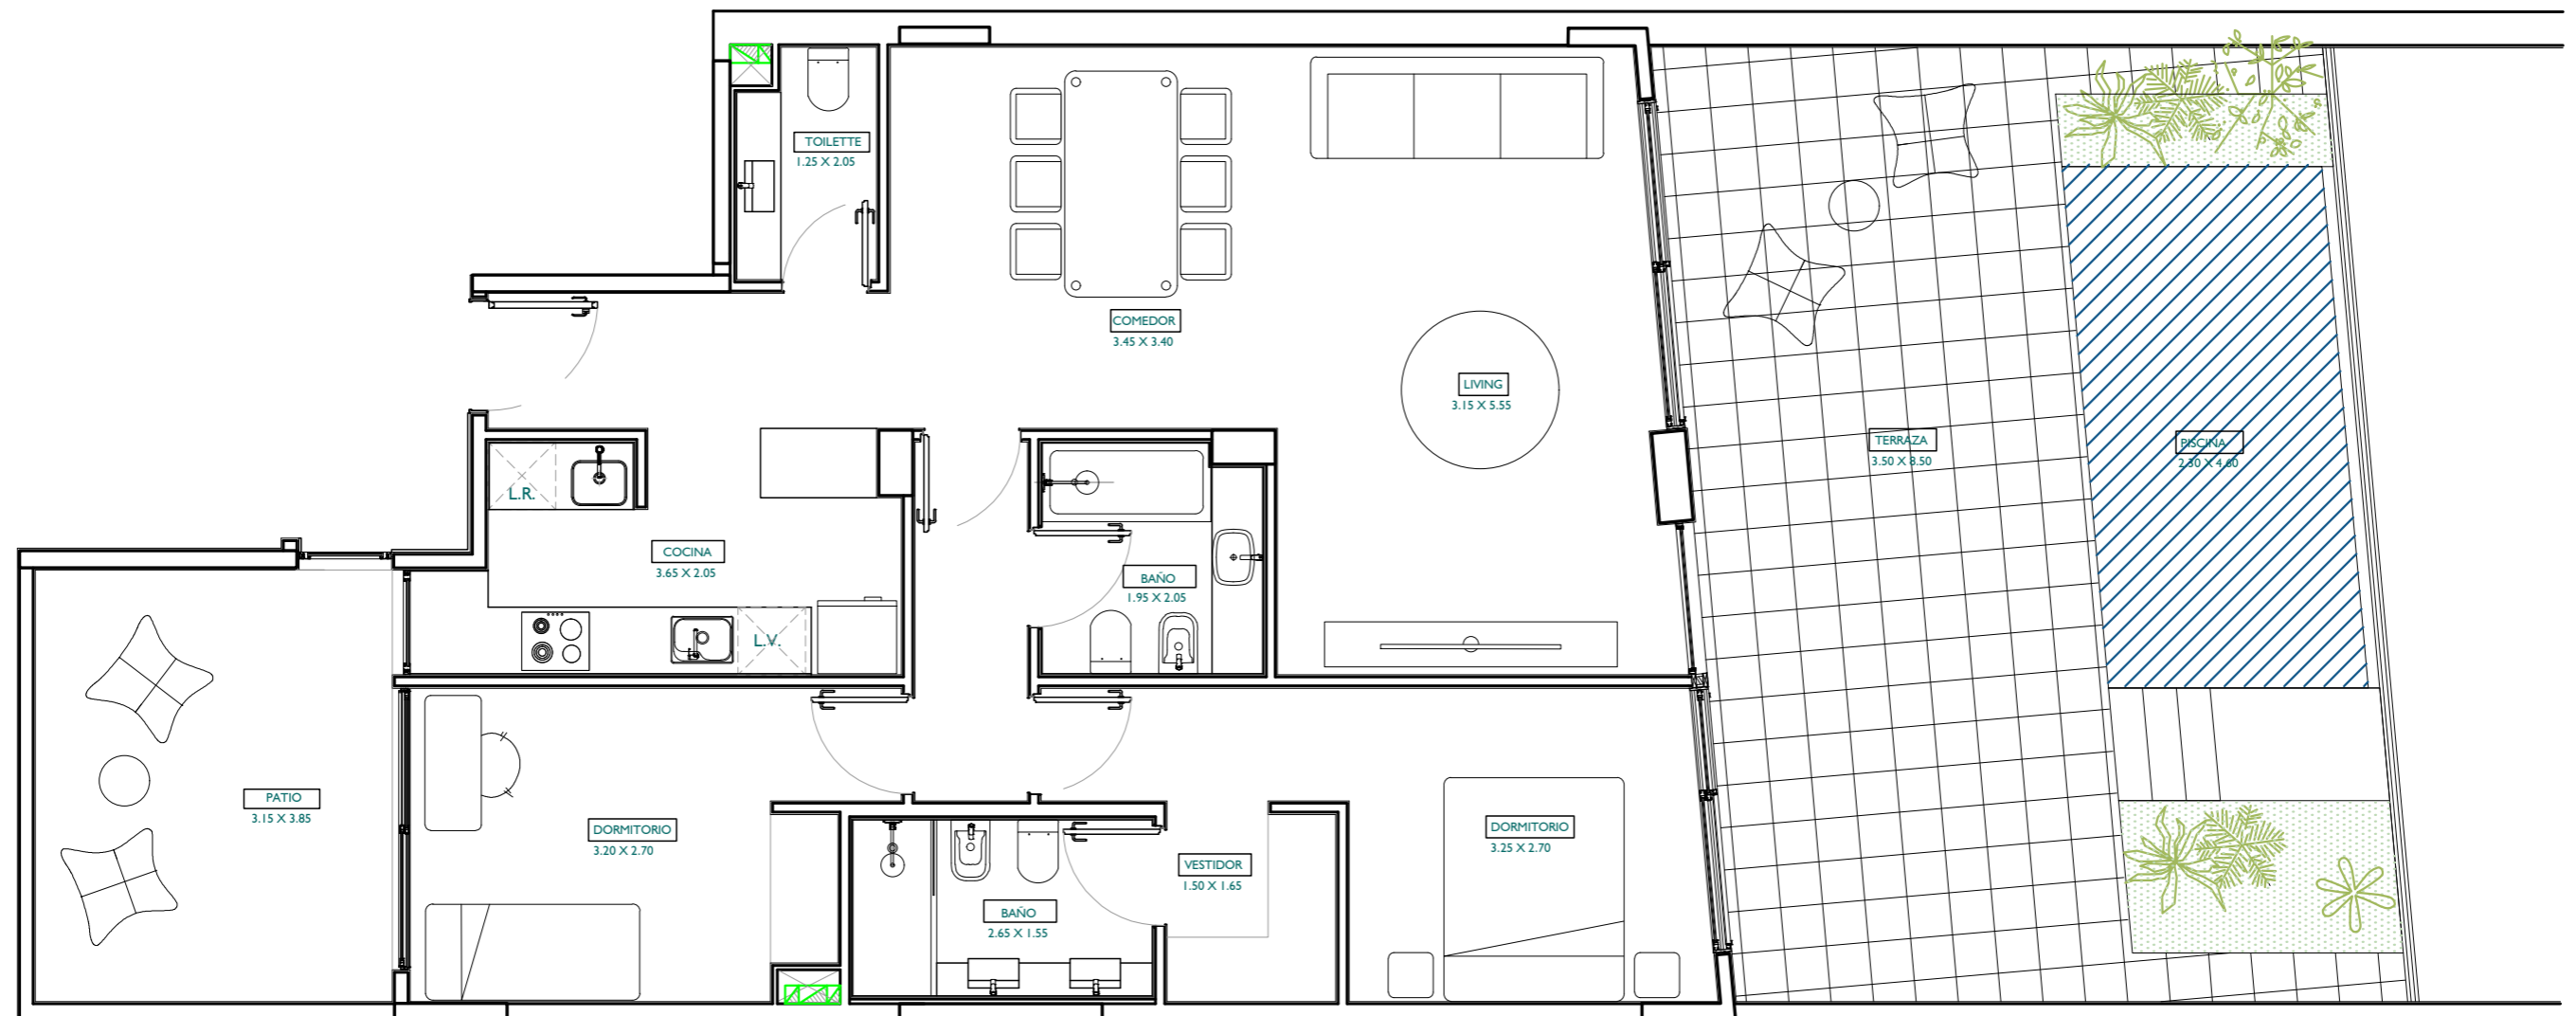 TOILETTE
1.25 X 2.05
COMEDOR
3.45 X 3.40
LIVING
3.15 X 5.55
TERRAZA
3.50 X 8.50
PISCINA
2.30 X 4.60
L.R.
COCINA
3.65 X 2.05
L.V.
BAÑO
1.95 X 2.05
PATIO
3.15 X 3.85
DORMITORIO
3.20 X 2.70
BAÑO
2.65 X 1.55
VESTIDOR
1.50 X 1.65
DORMITORIO
3.25 X 2.70